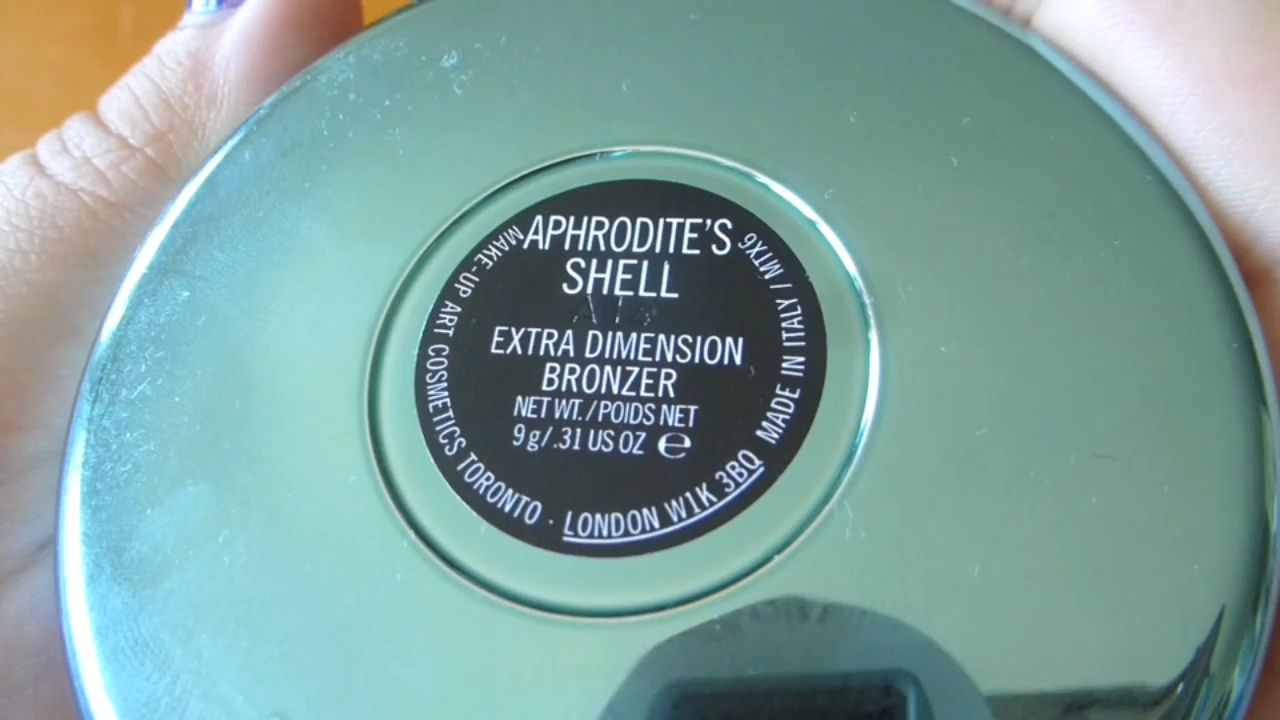 APHRODITE'S
SHELL
EXTRA DIMENSION
BRONZER
NET WT. / POIDS NET
9 g/.31 US OZ ℮
MAKE-UP ART COSMETICS TORONTO · LONDON W1K 3BQ MADE IN ITALY / MTX6